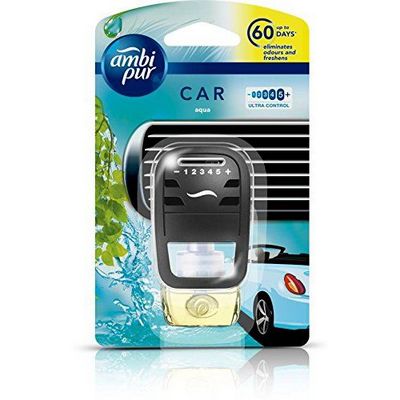 ambi
pur
60 up to
DAYS*
eliminates
odours and
freshens
CAR
aqua
ULTRA CONTROL
- 1 2 3 4 5 +